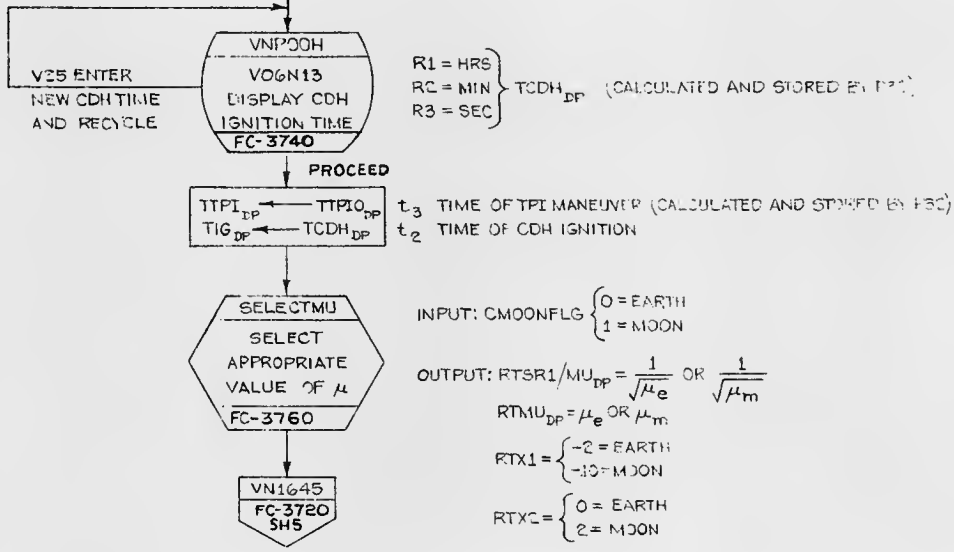 VNPOOH
V06N13
DISPLAY CDH
IGNITION TIME
FC-3740
V25 ENTER
NEW CDH TIME
AND RECYCLE
R1 = HRS
R2 = MIN
R3 = SEC
TCDH_DP (CALCULATED AND STORED BY
PROCEED
TTPI_DP ← TTPIO_DP
TIG_DP ← TCDH_DP
t3 TIME OF TPI MANEUVER (CALCULATED AND STORED BY
t2 TIME OF CDH IGNITION
SELECTMU
SELECT
APPROPRIATE
VALUE OF μ
FC-3760
INPUT: CMOONFLG { 0 = EARTH
1 = MOON
OUTPUT: RTSR1/MU_DP = 1/√μe OR 1/√μm
RTMU_DP = μe OR μm
RTX1 = { -2 = EARTH
-10 = MOON
RTX2 = { 0 = EARTH
2 = MOON
VN1645
FC-3720
SH5